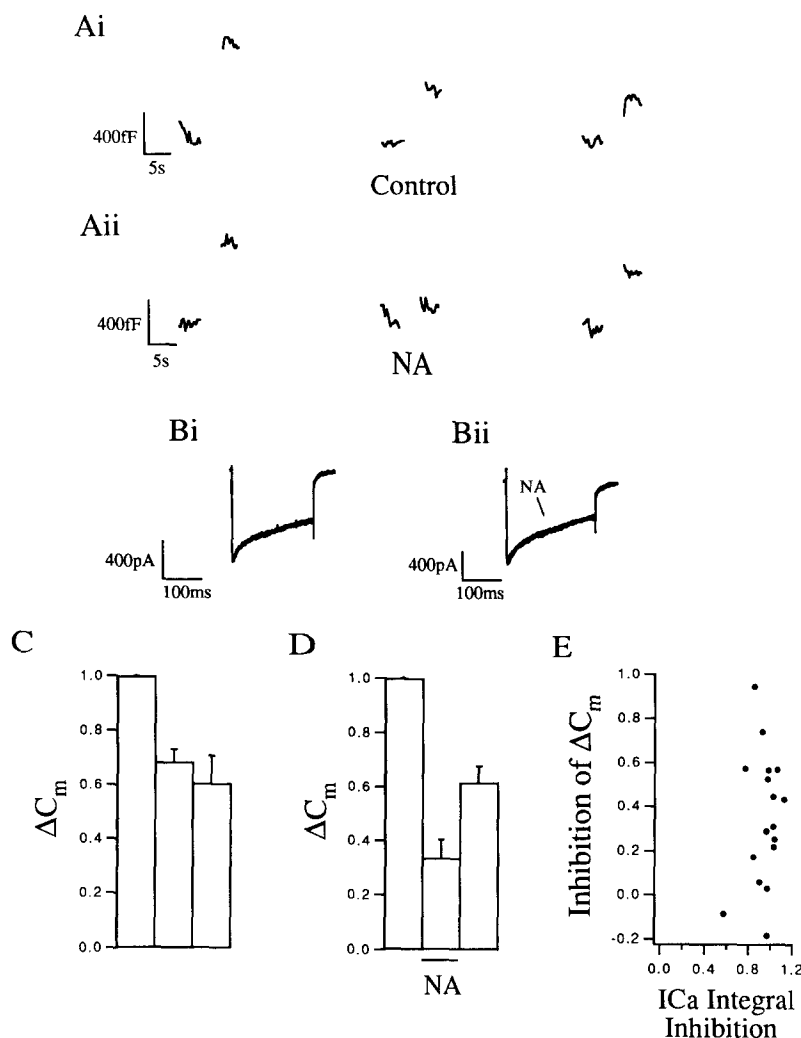 Ai
400fF
5s
Control
Aii
400fF
5s
NA
Bi
400pA
100ms
Bii
NA
400pA
100ms
C
ΔCm
1.0
0.8
0.6
0.4
0.2
0.0
D
ΔCm
1.0
0.8
0.6
0.4
0.2
0.0
NA
E
Inhibition of ΔCm
1.0
0.8
0.6
0.4
0.2
0.0
-0.2
0.0 0.4 0.8 1.2
ICa Integral
Inhibition